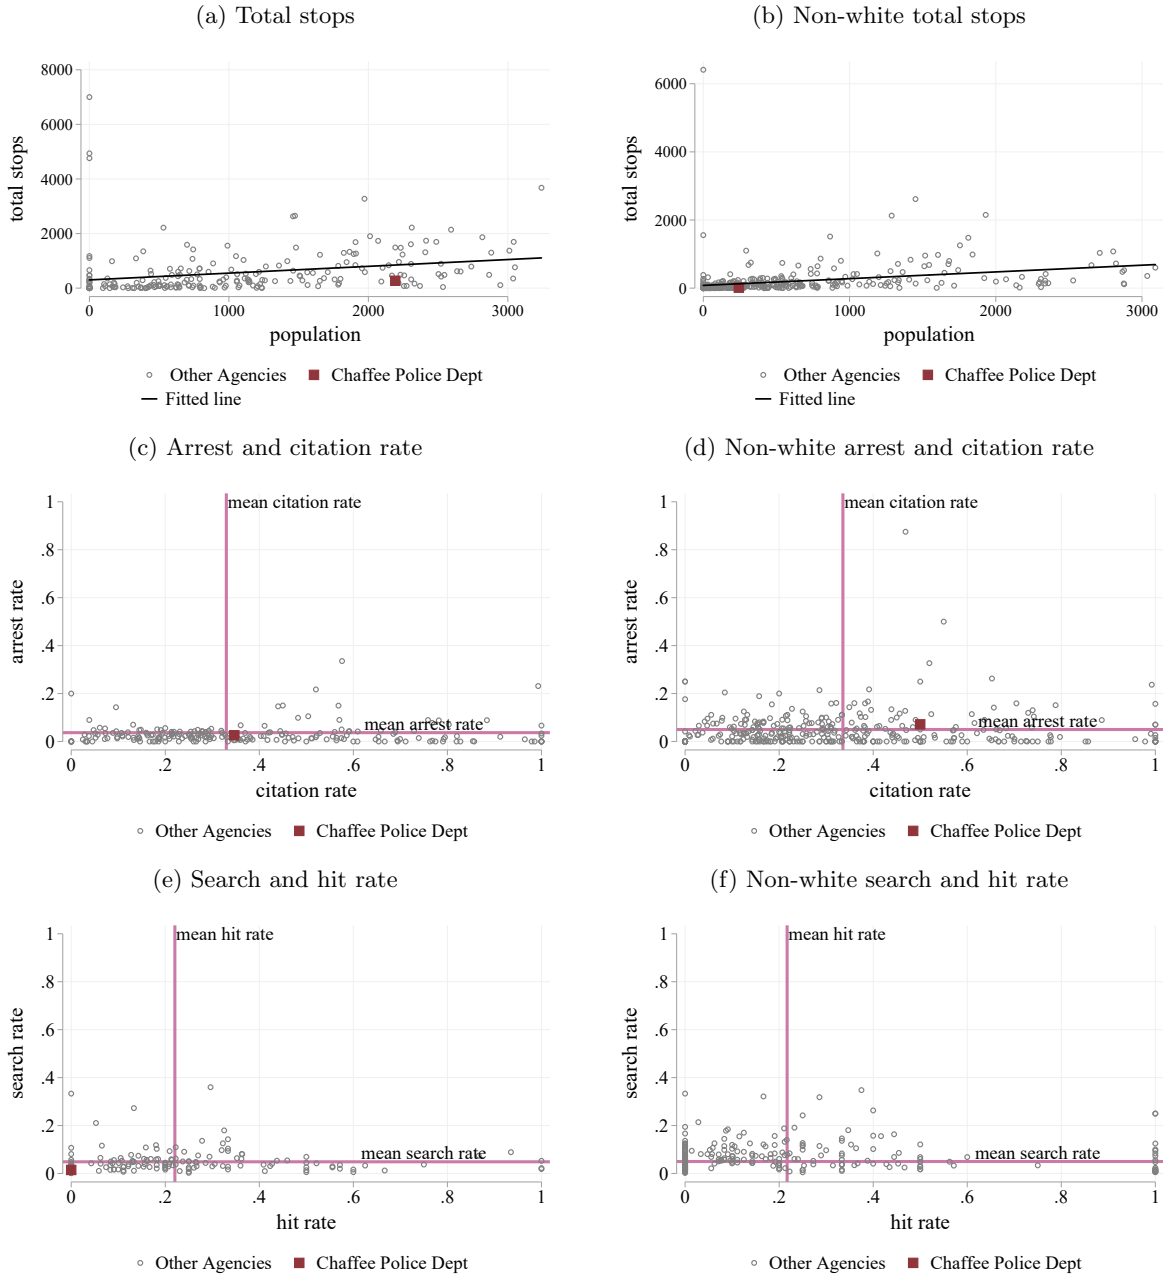 (a) Total stops
(b) Non-white total stops
8000
6000
4000
2000
0
total stops
0
1000
2000
3000
population
Other Agencies
Chaffee Police Dept
Fitted line
6000
4000
2000
0
total stops
0
1000
2000
3000
population
Other Agencies
Chaffee Police Dept
Fitted line
(c) Arrest and citation rate
(d) Non-white arrest and citation rate
1
.8
.6
.4
.2
0
arrest rate
mean citation rate
mean arrest rate
0
.2
.4
.6
.8
1
citation rate
Other Agencies
Chaffee Police Dept
1
.8
.6
.4
.2
0
arrest rate
mean citation rate
mean arrest rate
0
.2
.4
.6
.8
1
citation rate
Other Agencies
Chaffee Police Dept
(e) Search and hit rate
(f) Non-white search and hit rate
1
.8
.6
.4
.2
0
search rate
mean hit rate
mean search rate
0
.2
.4
.6
.8
1
hit rate
Other Agencies
Chaffee Police Dept
1
.8
.6
.4
.2
0
search rate
mean hit rate
mean search rate
0
.2
.4
.6
.8
1
hit rate
Other Agencies
Chaffee Police Dept